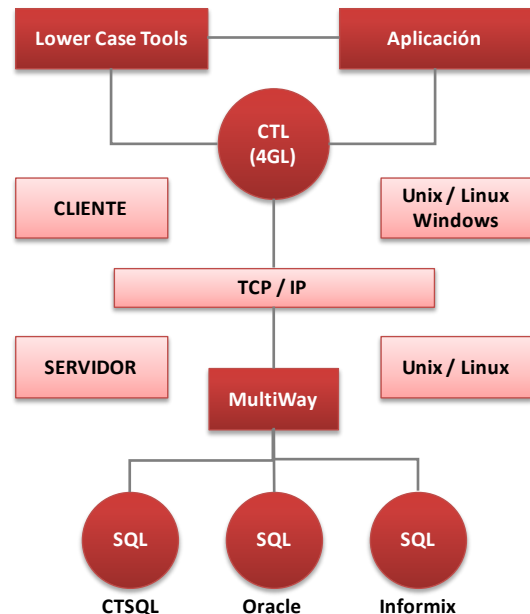 Lower Case Tools
Aplicación
CTL
(4GL)
CLIENTE
Unix / Linux
Windows
TCP / IP
SERVIDOR
Unix / Linux
MultiWay
SQL
SQL
SQL
CTSQL
Oracle
Informix